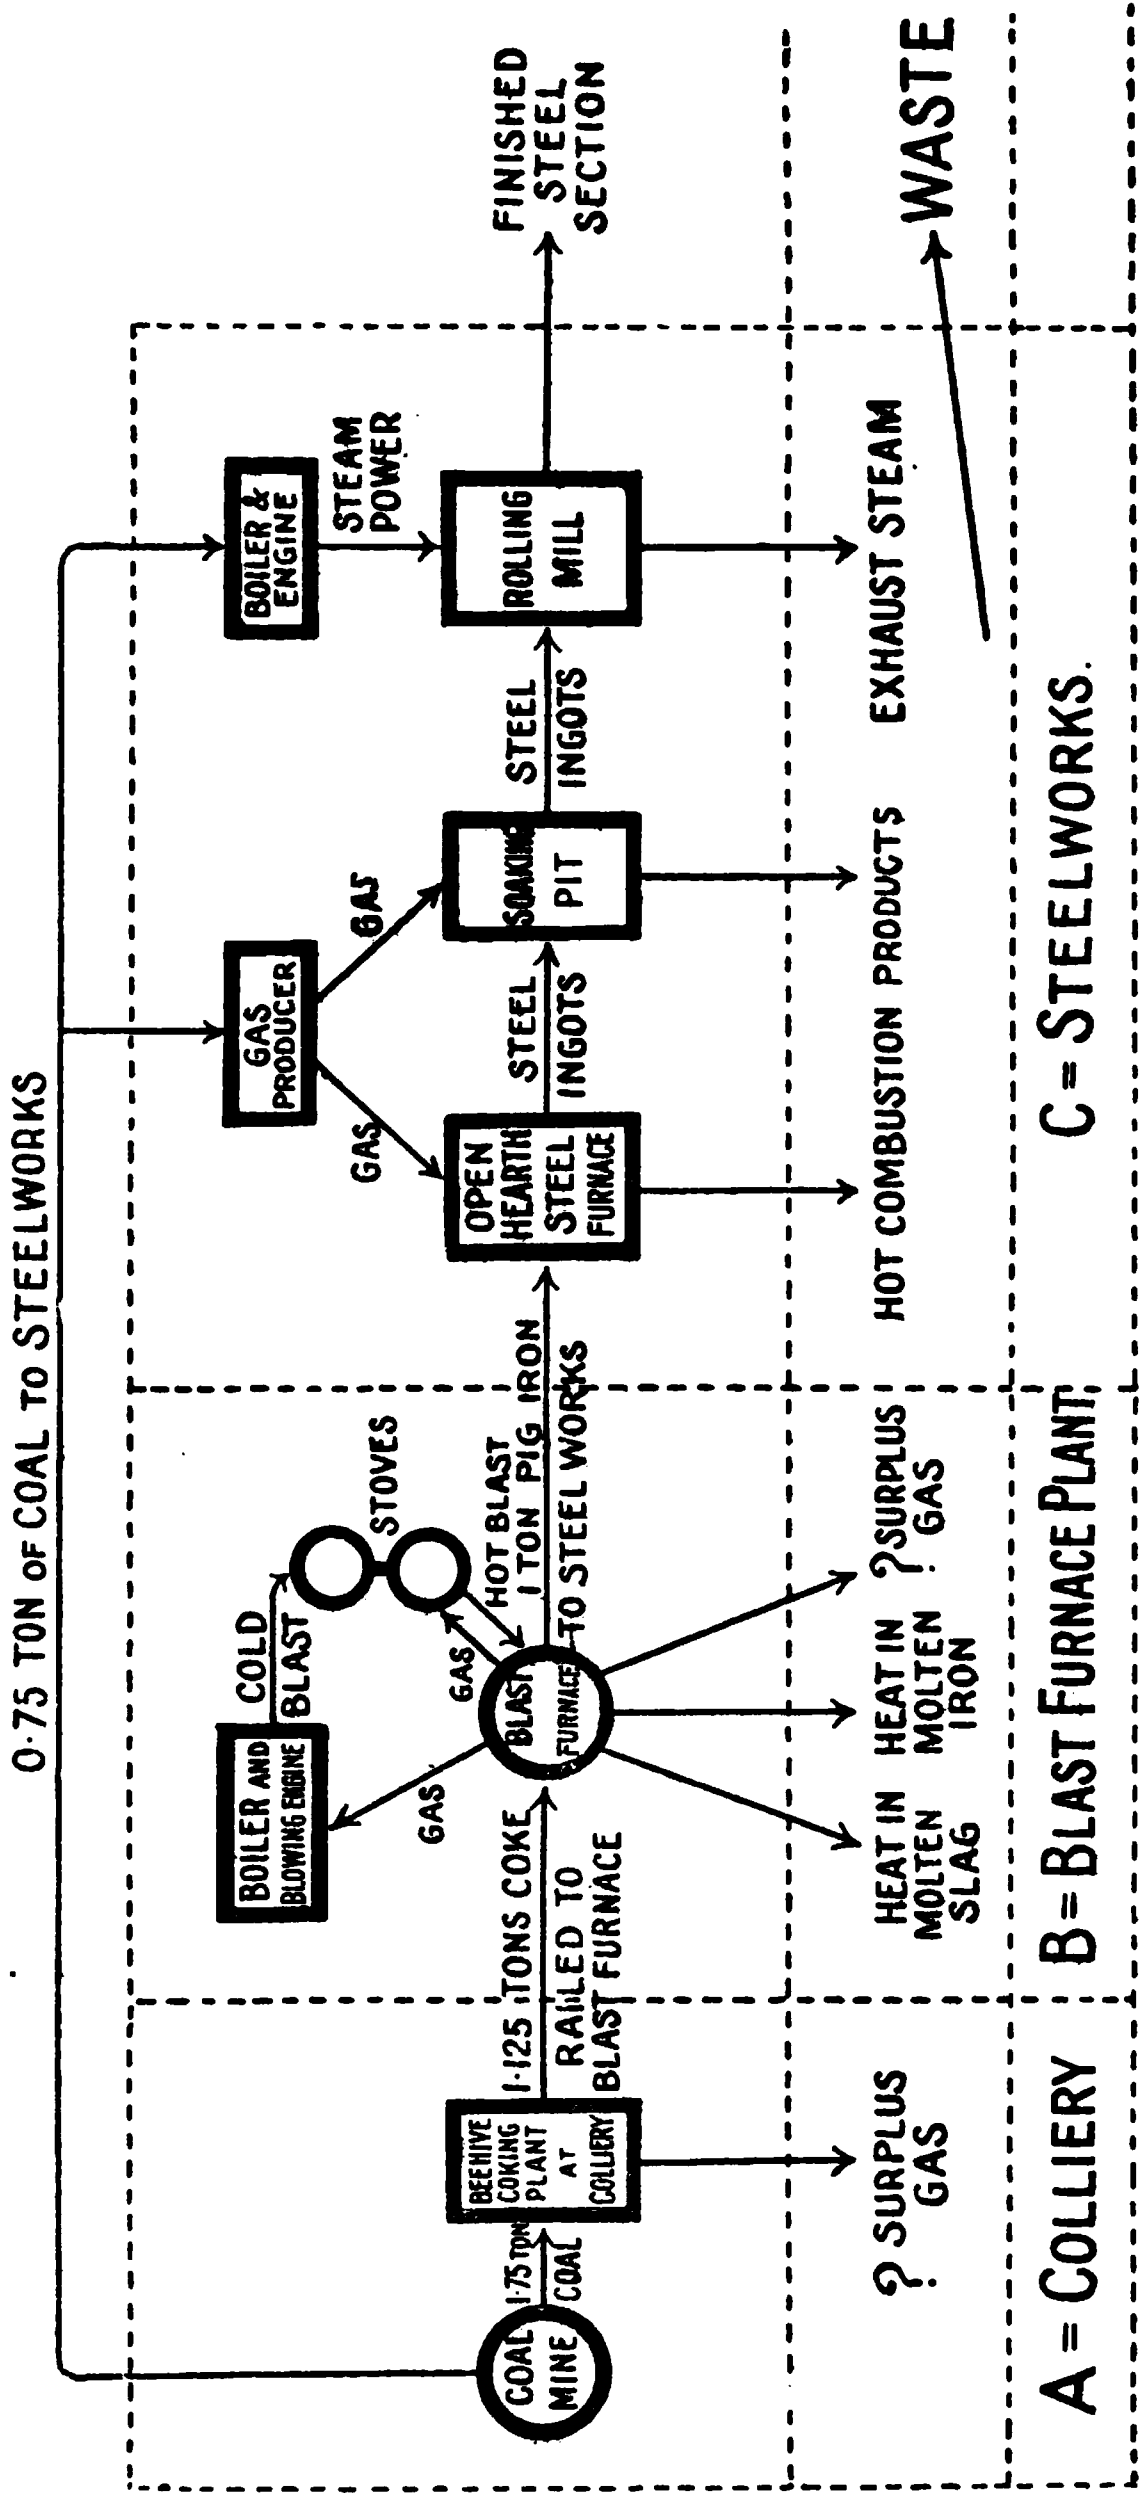 0·75 TON OF COAL TO STEELWORKS
COAL
MINE
1·75 TON
COAL
BEEHIVE
COKING
PLANT
AT
COLLIERY
1·125 TONS COKE
RAILED TO
BLAST FURNACE
BOILER AND
BLOWING ENGINE
COLD
BLAST
STOVES
GAS
GAS
HOT BLAST
BLAST
FURNACE
1 TON PIG IRON
TO STEEL WORKS
GAS
PRODUCER
GAS
GAS
OPEN
HEARTH
STEEL
FURNACE
STEEL
INGOTS
SOAKING
PIT
STEEL
INGOTS
BOILER &
ENGINE
STEAM
POWER
ROLLING
MILL
FINISHED
STEEL
SECTION
? SURPLUS
GAS
HEAT IN
MOLTEN
SLAG
HEAT IN
MOLTEN
IRON
? SURPLUS
GAS
HOT COMBUSTION PRODUCTS
EXHAUST STEAM
WASTE
A = COLLIERY
B = BLAST FURNACE PLANT
C = STEELWORKS.